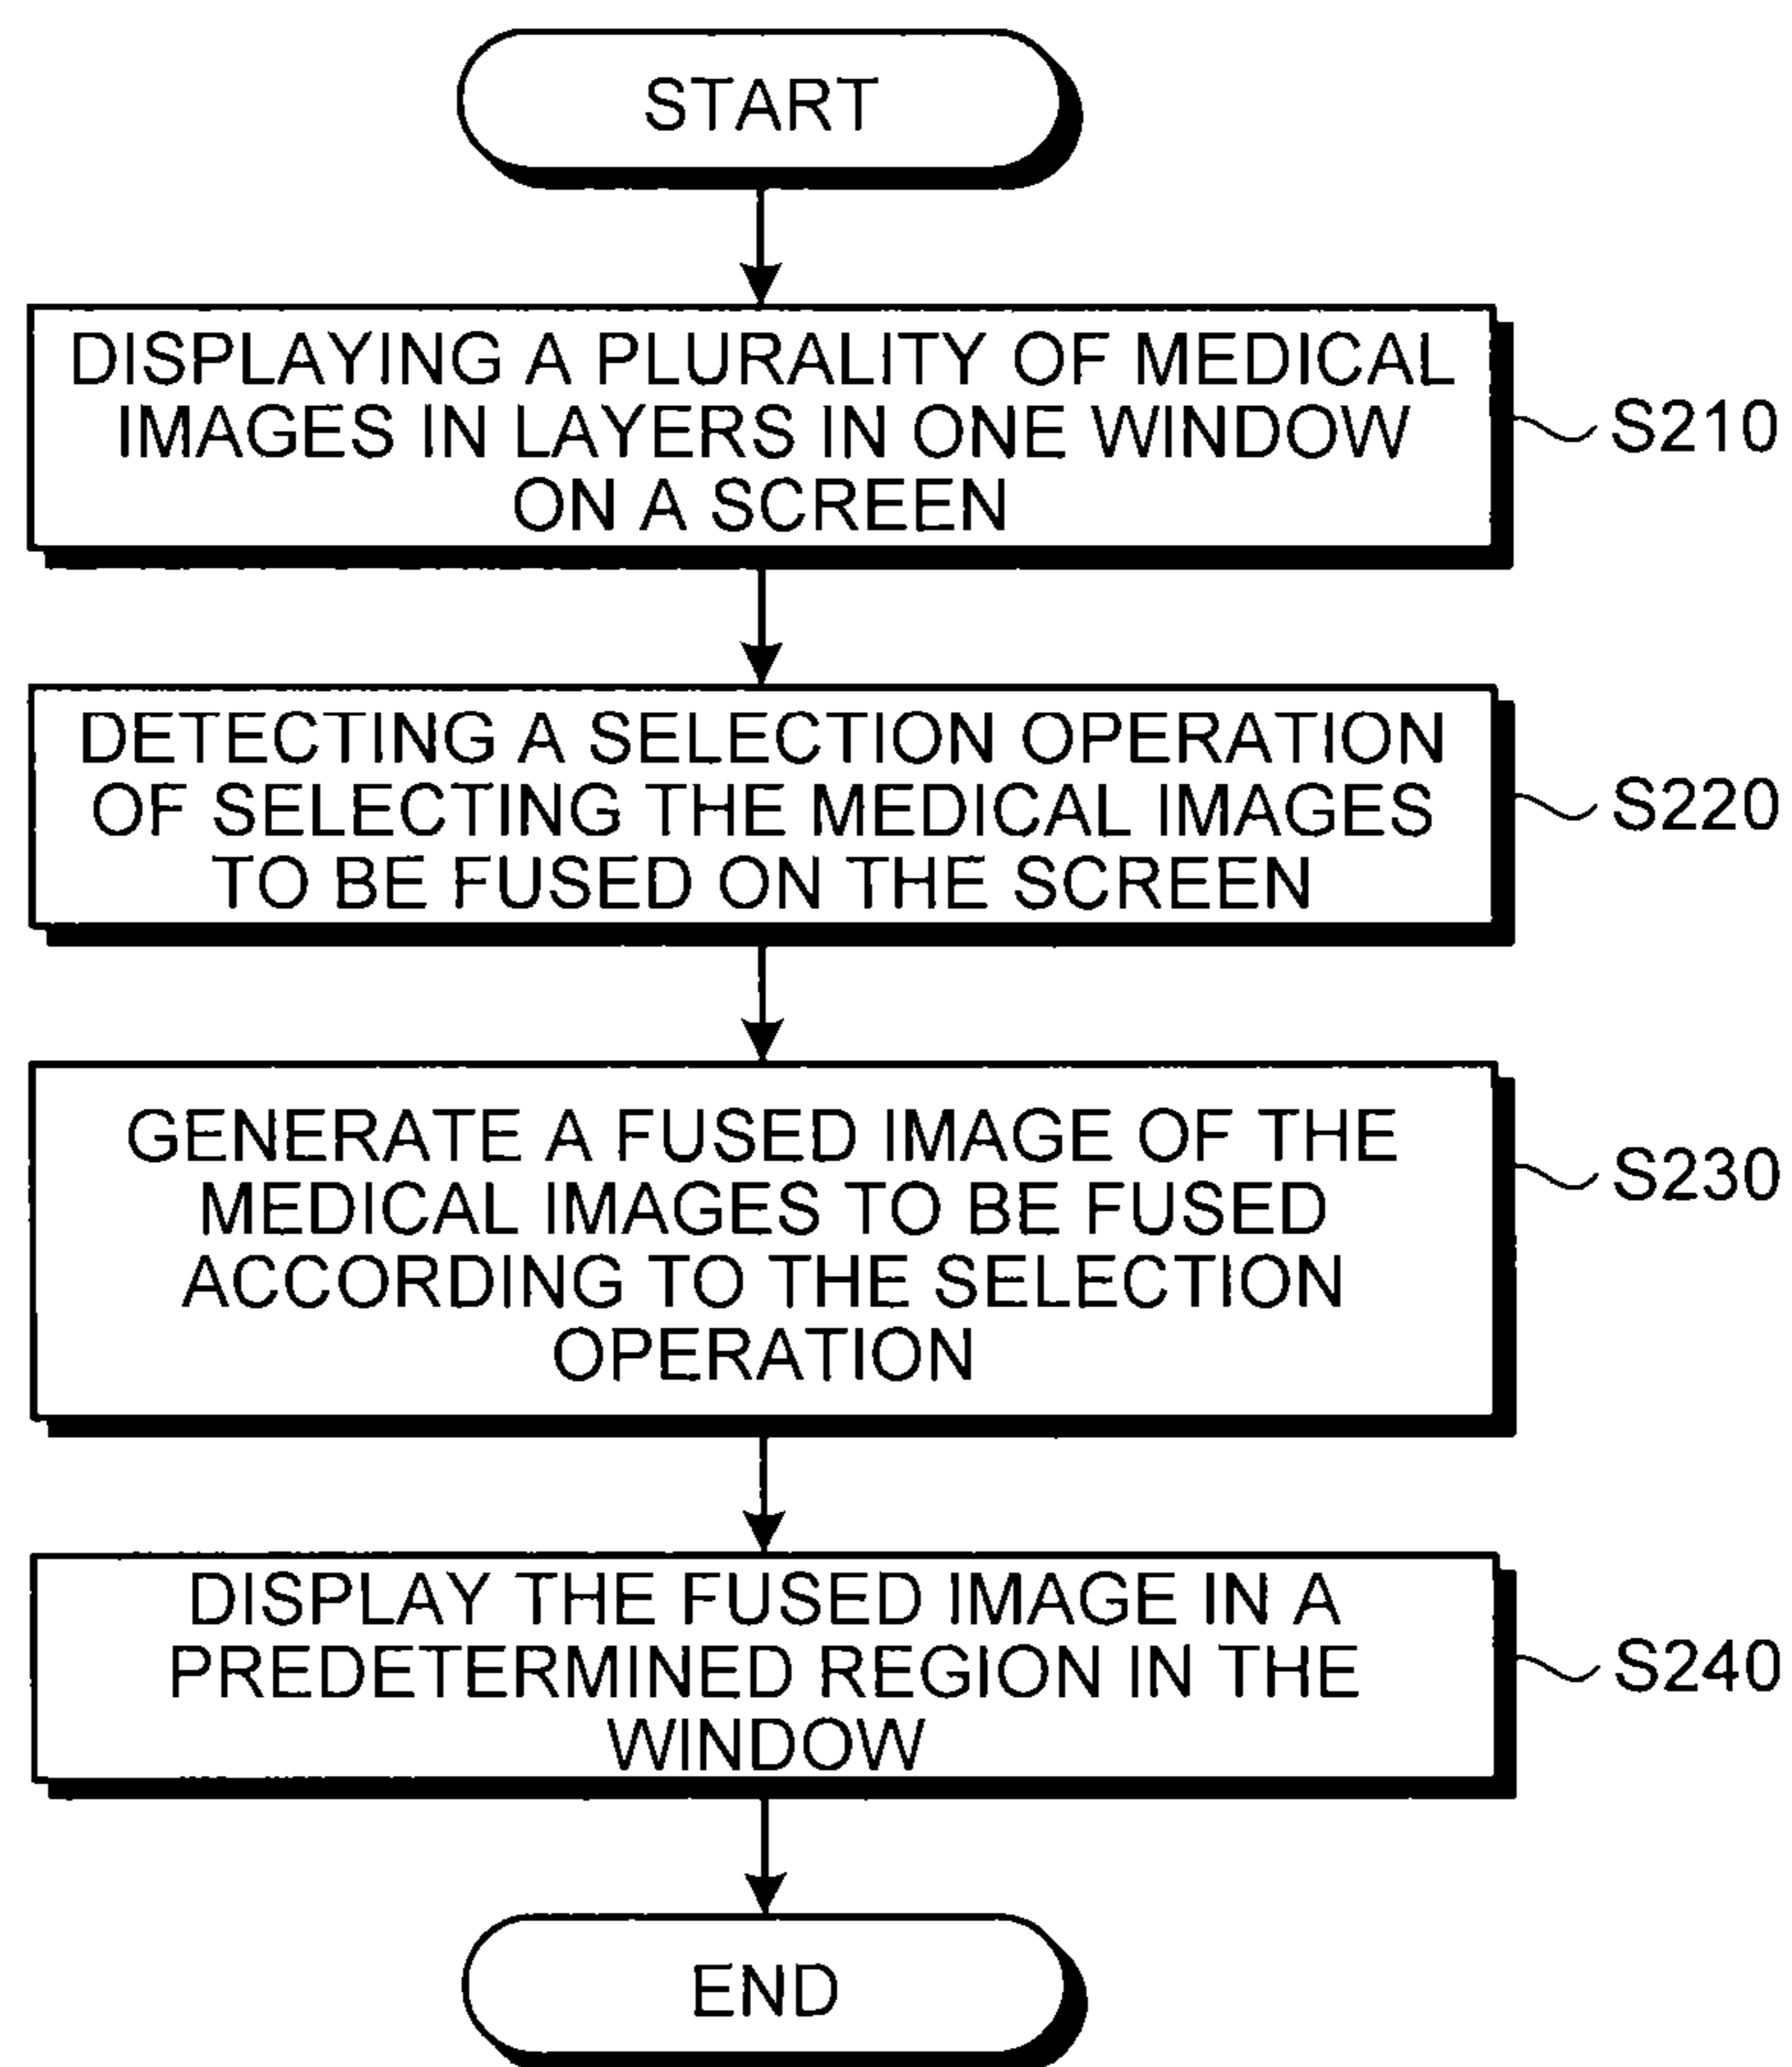 START
DISPLAYING A PLURALITY OF MEDICAL
IMAGES IN LAYERS IN ONE WINDOW
ON A SCREEN
S210
DETECTING A SELECTION OPERATION
OF SELECTING THE MEDICAL IMAGES
TO BE FUSED ON THE SCREEN
S220
GENERATE A FUSED IMAGE OF THE
MEDICAL IMAGES TO BE FUSED
ACCORDING TO THE SELECTION
OPERATION
S230
DISPLAY THE FUSED IMAGE IN A
PREDETERMINED REGION IN THE
WINDOW
S240
END